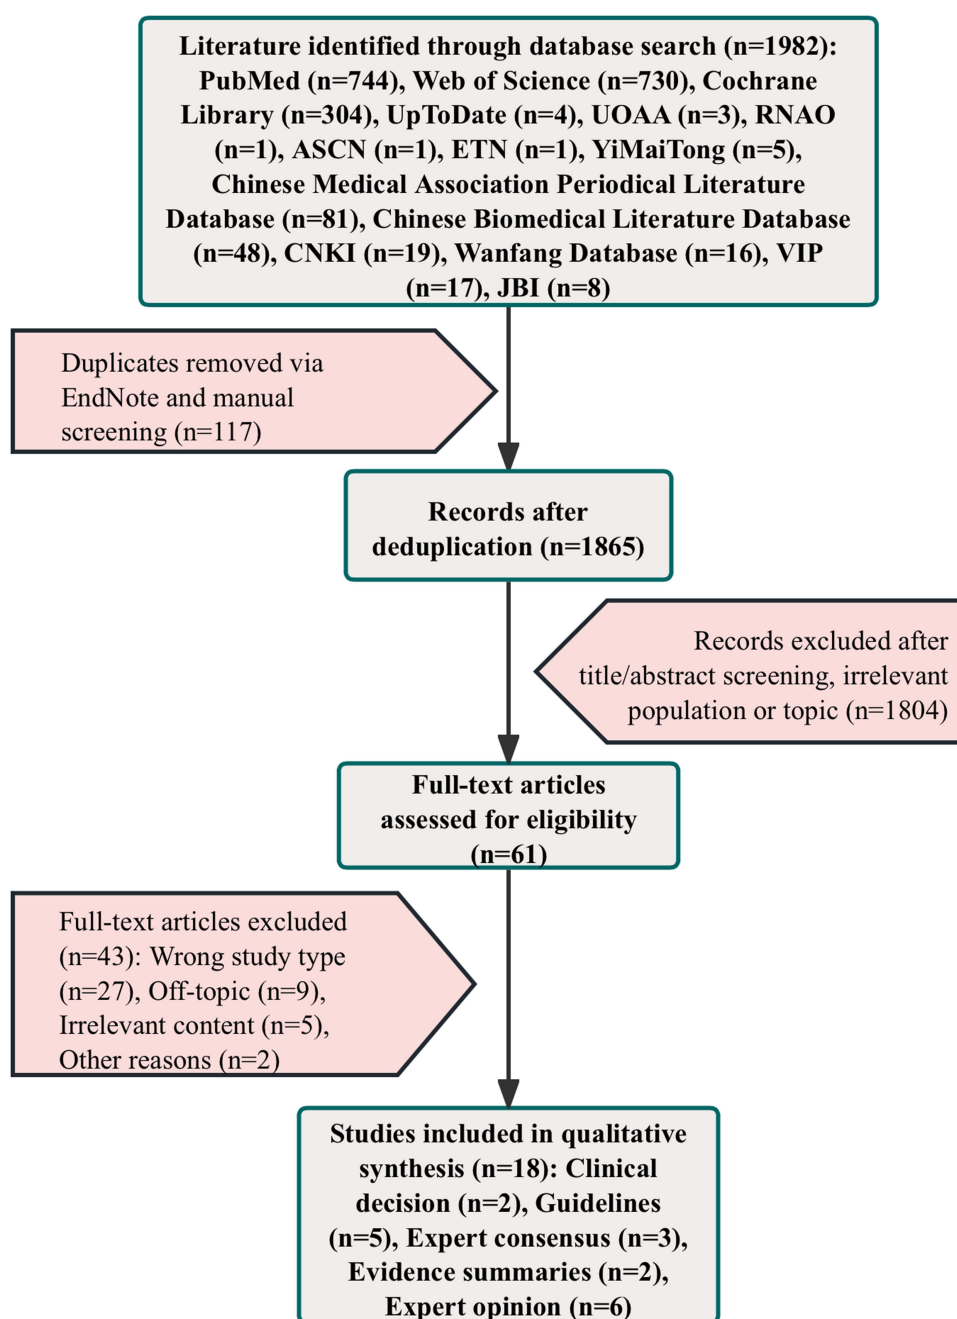 Literature identified through database search (n=1982):
PubMed (n=744), Web of Science (n=730), Cochrane
Library (n=304), UpToDate (n=4), UOAA (n=3), RNAO
(n=1), ASCN (n=1), ETN (n=1), YiMaiTong (n=5),
Chinese Medical Association Periodical Literature
Database (n=81), Chinese Biomedical Literature Database
(n=48), CNKI (n=19), Wanfang Database (n=16), VIP
(n=17), JBI (n=8)
Duplicates removed via
EndNote and manual
screening (n=117)
Records after
deduplication (n=1865)
Records excluded after
title/abstract screening, irrelevant
population or topic (n=1804)
Full-text articles
assessed for eligibility
(n=61)
Full-text articles excluded
(n=43): Wrong study type
(n=27), Off-topic (n=9),
Irrelevant content (n=5),
Other reasons (n=2)
Studies included in qualitative
synthesis (n=18): Clinical
decision (n=2), Guidelines
(n=5), Expert consensus (n=3),
Evidence summaries (n=2),
Expert opinion (n=6)